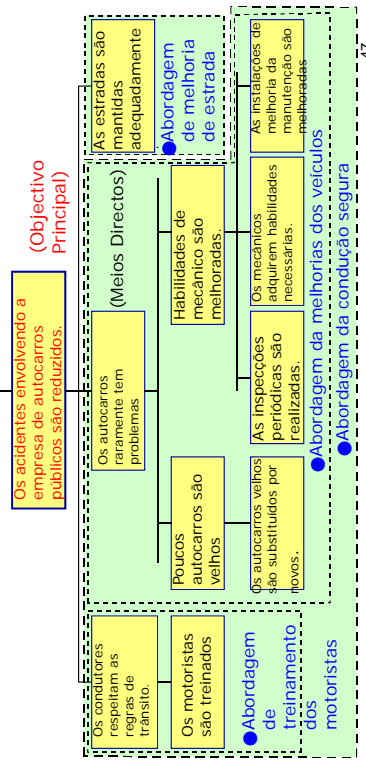 Os acidentes envolvendo a
empresa de autocarros
públicos são reduzidos.
(Objectivo
Principal)
Os condutores
respeitam as
regras de
trânsito.
Os autocarros
raramente tem
problemas
(Meios Directos)
As estradas são
mantidas
adequadamente
Os motoristas
são treinados
Poucos
autocarros são
velhos
Habilidades de
mecânico são
melhoradas.
●Abordagem
de melhoria
de estrada
●Abordagem
de
treinamento
dos
motoristas
Os autocarros velhos
são substituídos por
novos.
As inspecções
periódicas são
realizadas.
Os mecânicos
adquirem habilidades
necessárias.
As instalações de
melhoria da
manutenção são
melhoradas
●Abordagem da melhorias dos veículos
●Abordagem da condução segura
47